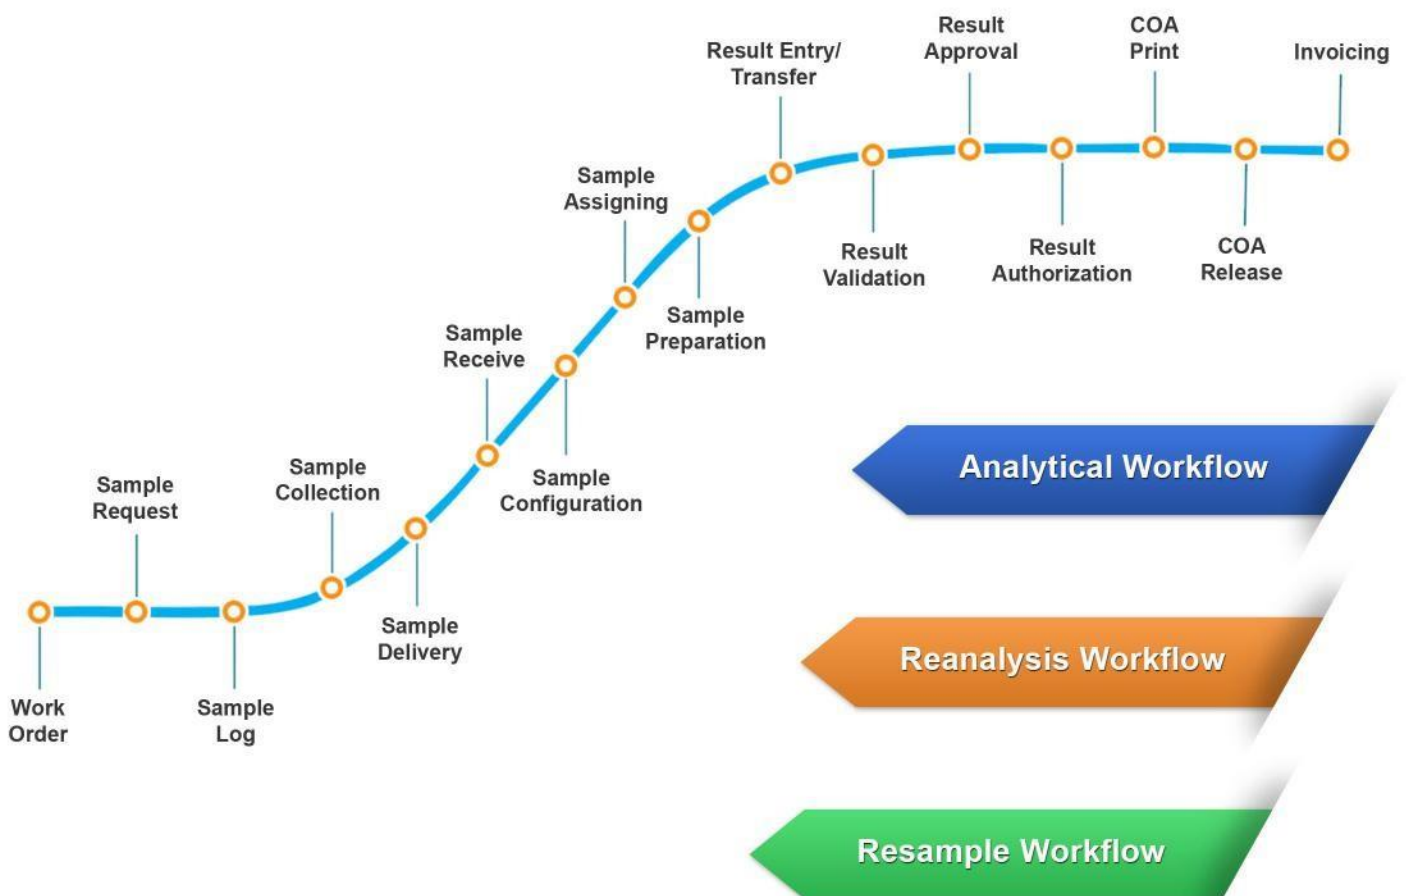 Work
Order
Sample
Request
Sample
Log
Sample
Collection
Sample
Delivery
Sample
Receive
Sample
Configuration
Sample
Assigning
Sample
Preparation
Result Entry/
Transfer
Result
Validation
Result
Approval
Result
Authorization
COA
Print
COA
Release
Invoicing
Analytical Workflow
Reanalysis Workflow
Resample Workflow